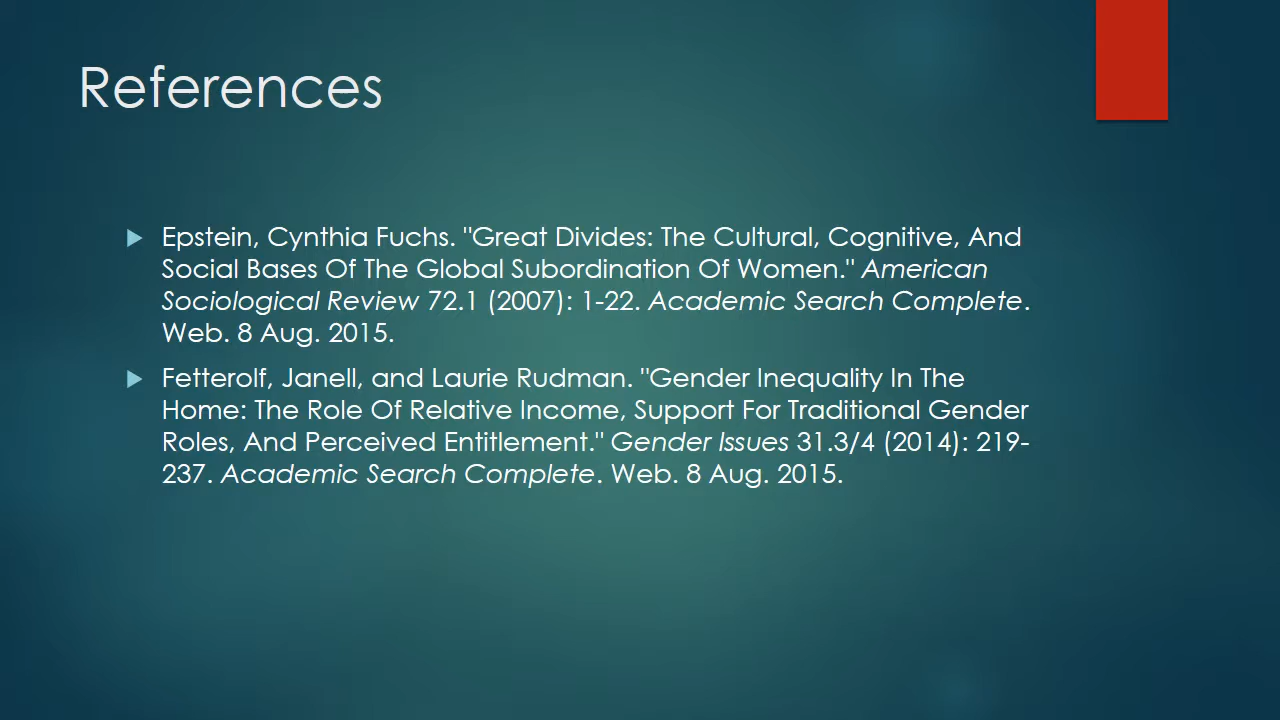 References
Epstein, Cynthia Fuchs. "Great Divides: The Cultural, Cognitive, And
Social Bases Of The Global Subordination Of Women." American
Sociological Review 72.1 (2007): 1-22. Academic Search Complete.
Web. 8 Aug. 2015.
Fetterolf, Janell, and Laurie Rudman. "Gender Inequality In The
Home: The Role Of Relative Income, Support For Traditional Gender
Roles, And Perceived Entitlement." Gender Issues 31.3/4 (2014): 219-
237. Academic Search Complete. Web. 8 Aug. 2015.